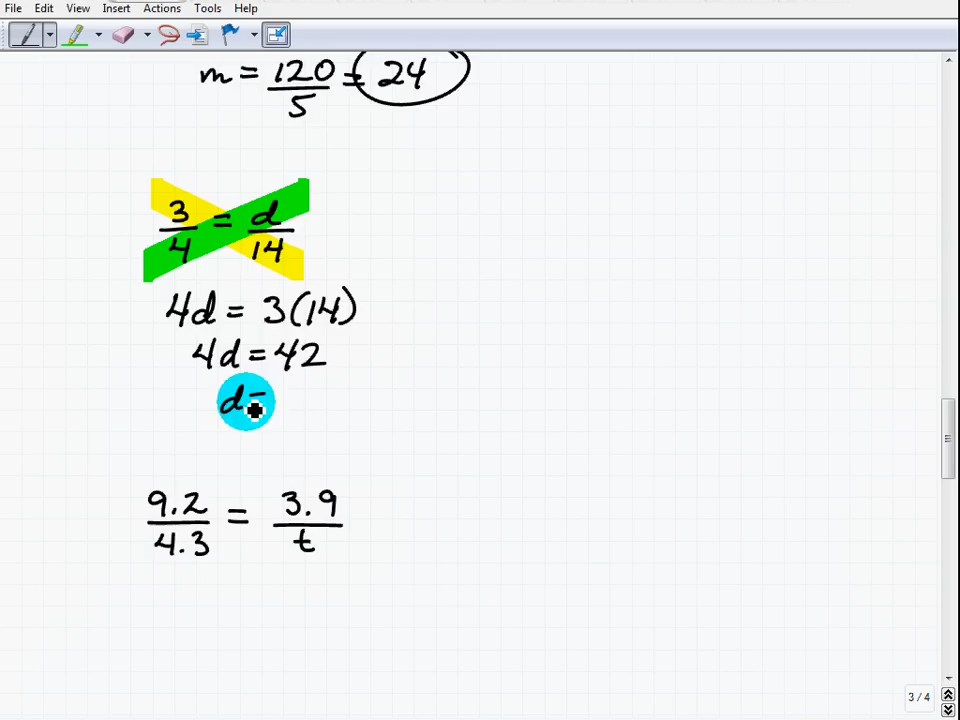 File Edit View Insert Actions Tools Help
m = 120/5 = 24
3/4 = d/14
4d = 3(14)
4d = 42
d =
9.2/4.3 = 3.9/t
3/4